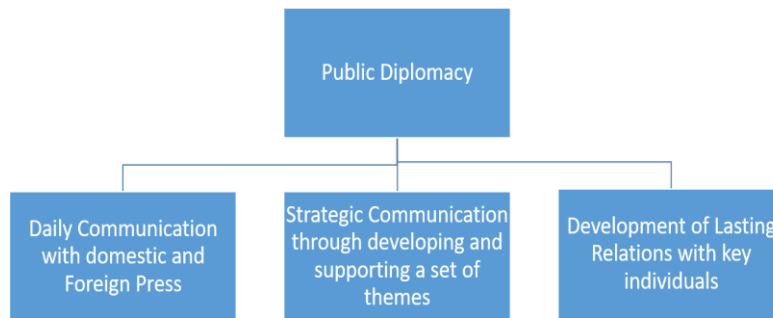 Public Diplomacy
Daily Communication
with domestic and
Foreign Press
Strategic Communication
through developing and
supporting a set of
themes
Development of Lasting
Relations with key
individuals